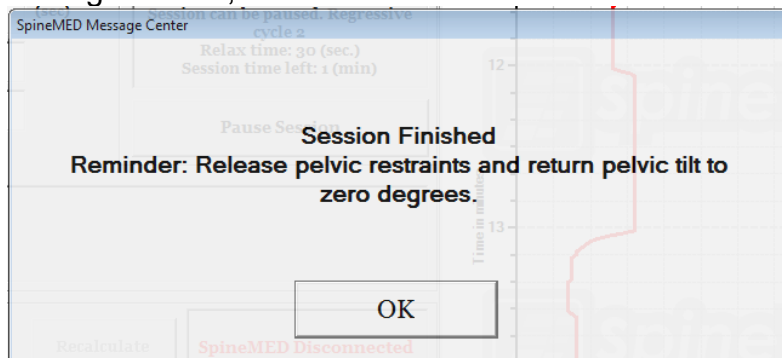 SpineMED Message Center
Session can be paused. Regressive
cycle 2
Relax time: 30 (sec.)
Session time left: 1 (min)
Pause Session
Session Finished
Reminder: Release pelvic restraints and return pelvic tilt to
zero degrees.
OK
Recalculate
SpineMED Disconnected
12
Time in minutes
13